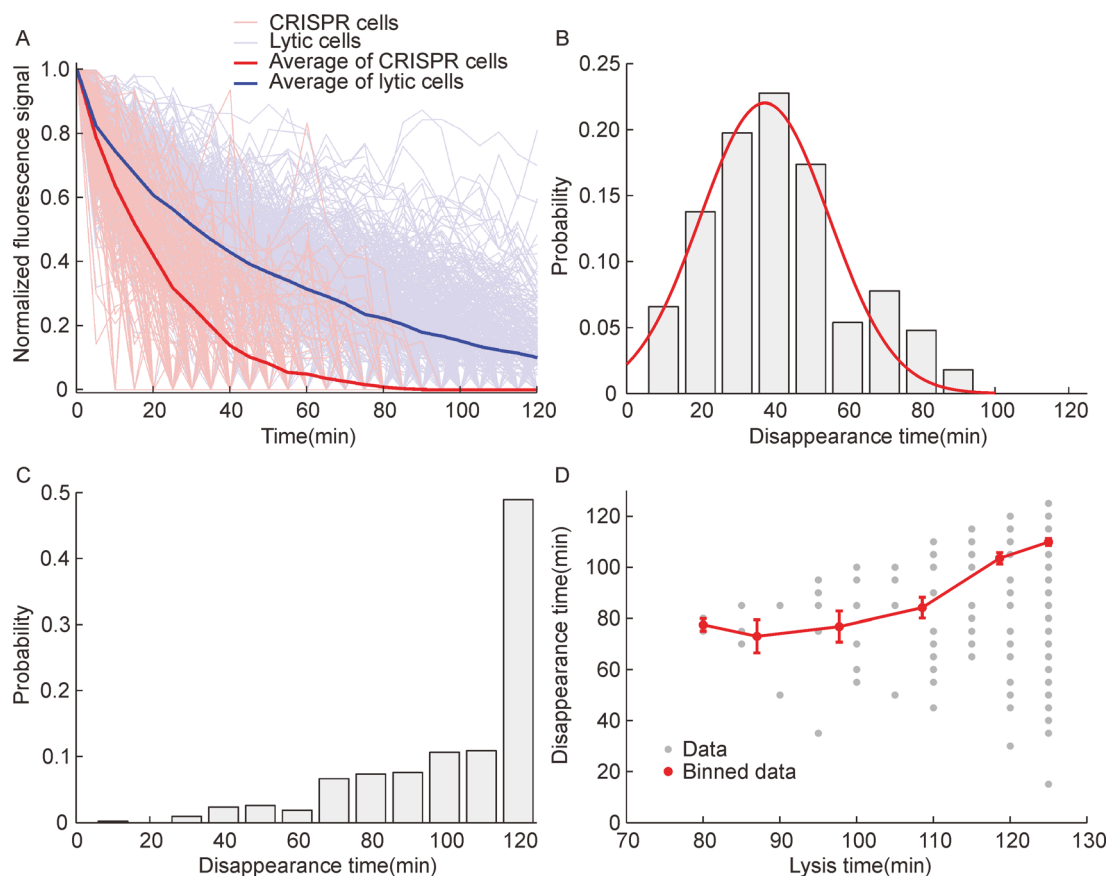 A
CRISPR cells
Lytic cells
Average of CRISPR cells
Average of lytic cells
Normalized fluorescence signal
1.0
0.8
0.6
0.4
0.2
0
0 20 40 60 80 100 120
Time(min)
B
Probability
0.25
0.20
0.15
0.10
0.05
0
0 20 40 60 80 100 120
Disappearance time(min)
C
Probability
0.5
0.4
0.3
0.2
0.1
0
0 20 40 60 80 100 120
Disappearance time(min)
D
Disappearance time(min)
120
100
80
60
40
20
0
Data
Binned data
70 80 90 100 110 120 130
Lysis time(min)